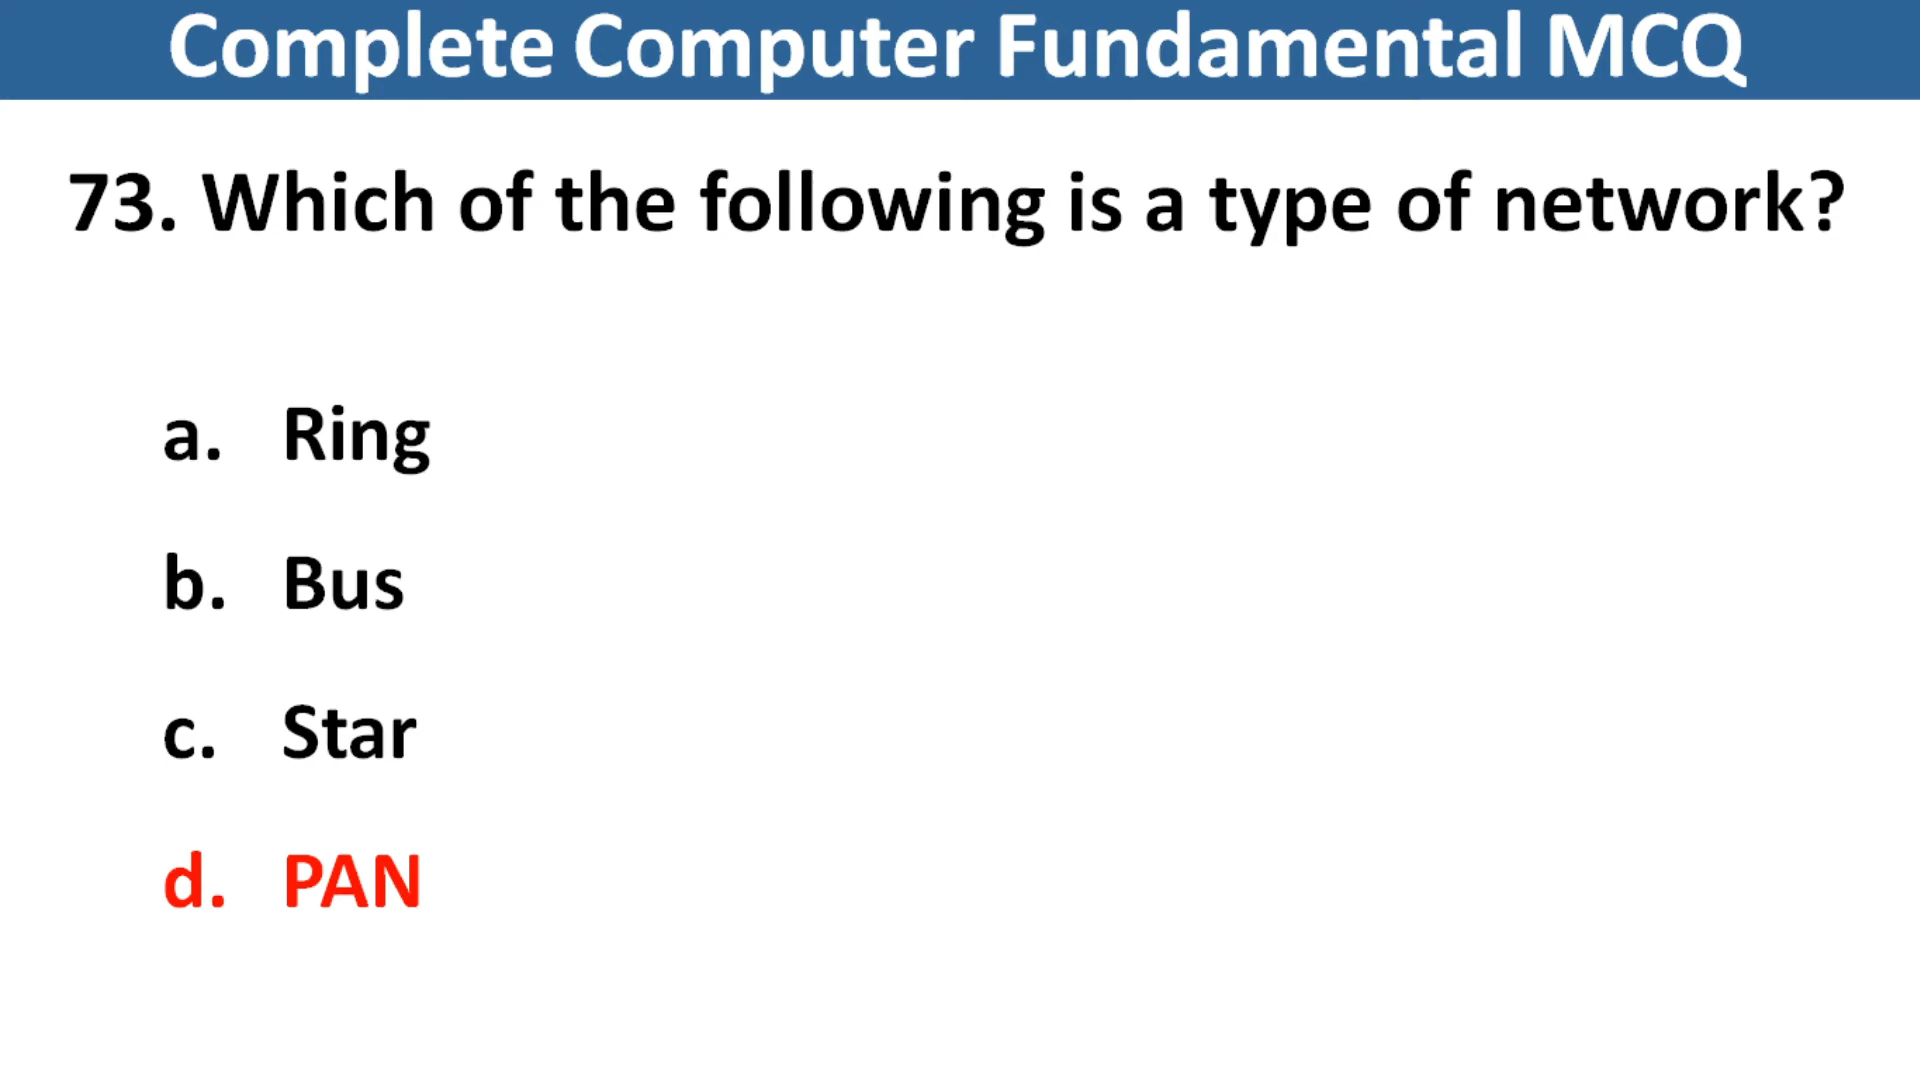 Complete Computer Fundamental MCQ
73. Which of the following is a type of network?
a. Ring
b. Bus
c. Star
d. PAN